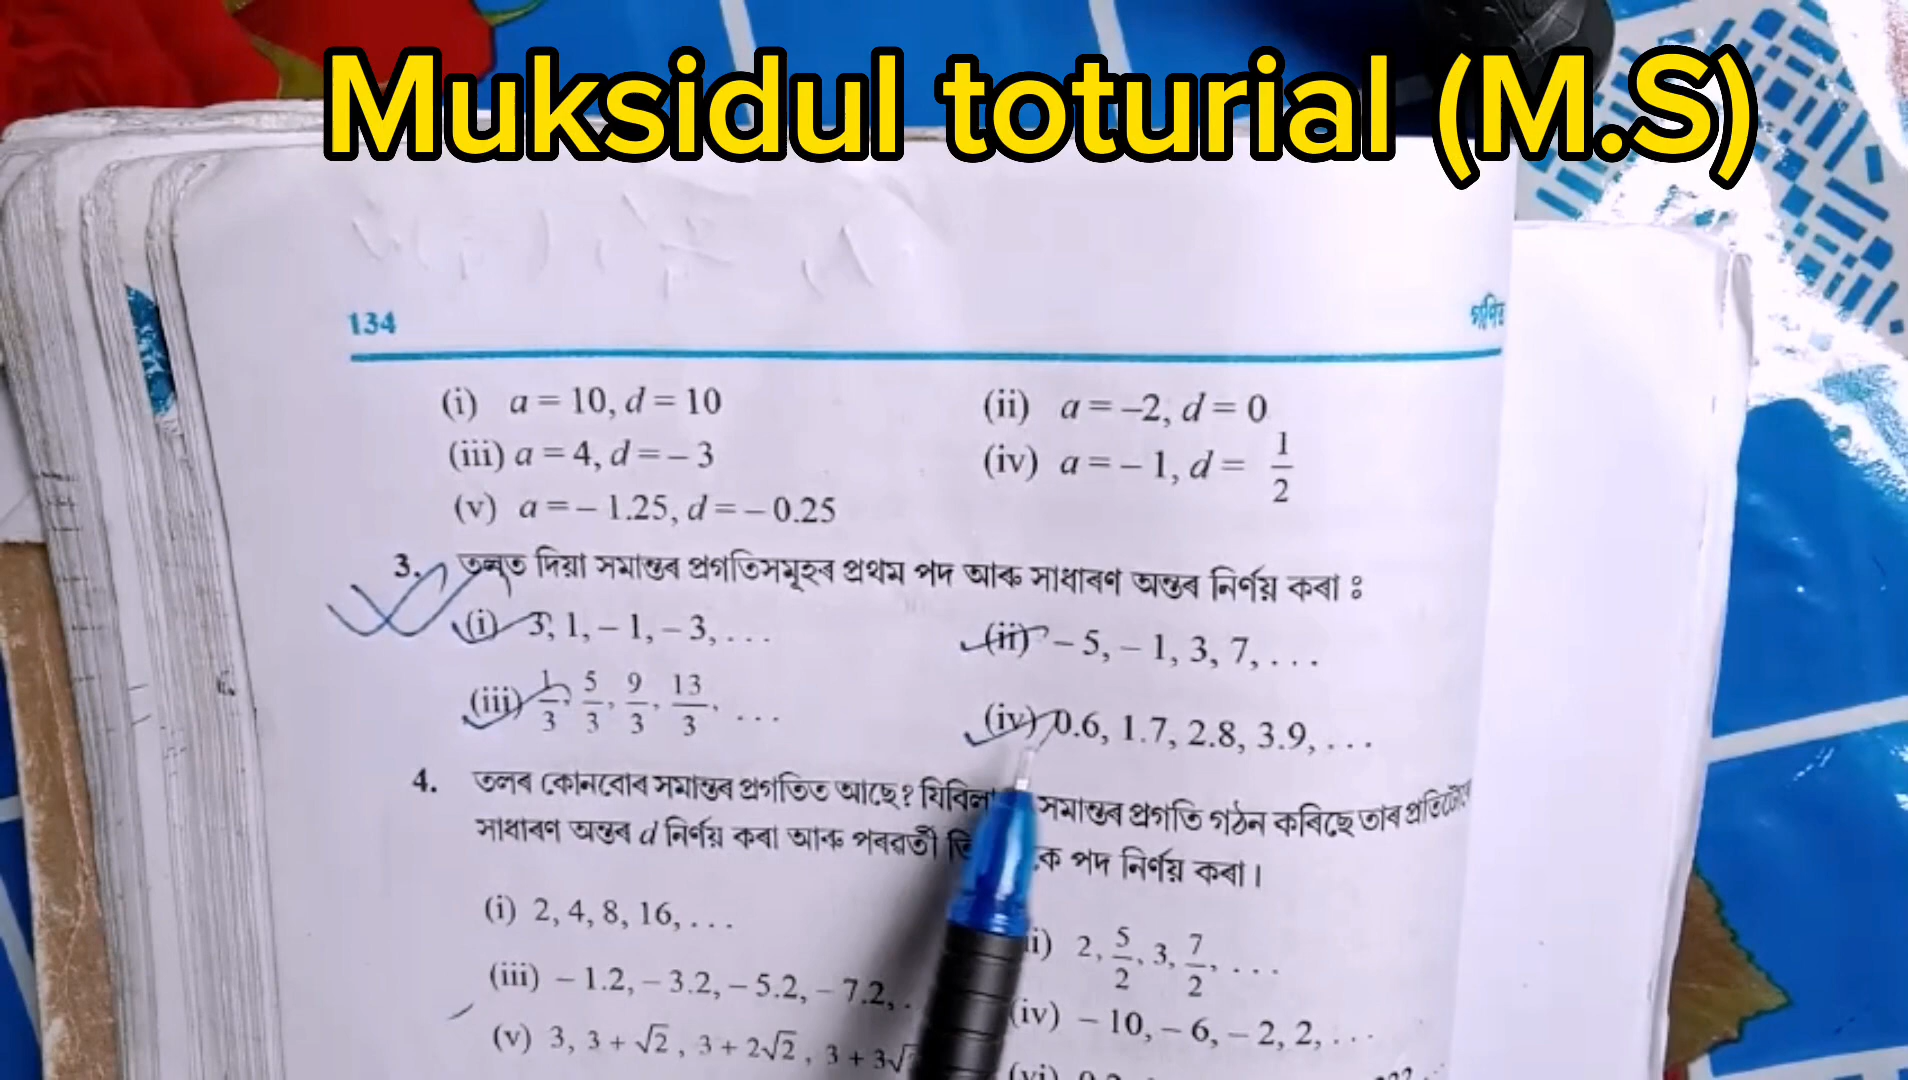 Muksidul toturial (M.S)
134
(i) a = 10, d = 10 (ii) a = –2, d = 0
(iii) a = 4, d = – 3 (iv) a = – 1, d = 1/2
(v) a = – 1.25, d = – 0.25
3. তলত দিয়া সমান্তৰ প্ৰগতিসমূহৰ প্ৰথম পদ আৰু সাধাৰণ অন্তৰ নিৰ্ণয় কৰা ঃ
(i) 3, 1, – 1, – 3, . . . (ii) – 5, – 1, 3, 7, . . .
(iii) 1/3, 5/3, 9/3, 13/3, . . . (iv) 0.6, 1.7, 2.8, 3.9, . . .
4. তলৰ কোনবোৰ সমান্তৰ প্ৰগতিত আছে? সমান্তৰ প্ৰগতি গঠন কৰিছে তাৰ
সাধাৰণ অন্তৰ d নিৰ্ণয় কৰা আৰু পৰৱৰ্তী পদ নিৰ্ণয় কৰা।
(i) 2, 4, 8, 16, . . . 2, 5/2, 3, 7/2, . . .
(iii) – 1.2, – 3.2, – 5.2, – 7.2, . (iv) – 10, – 6, – 2, 2, . . .
(v) 3, 3 + √2, 3 + 2√2, 3 + 3√